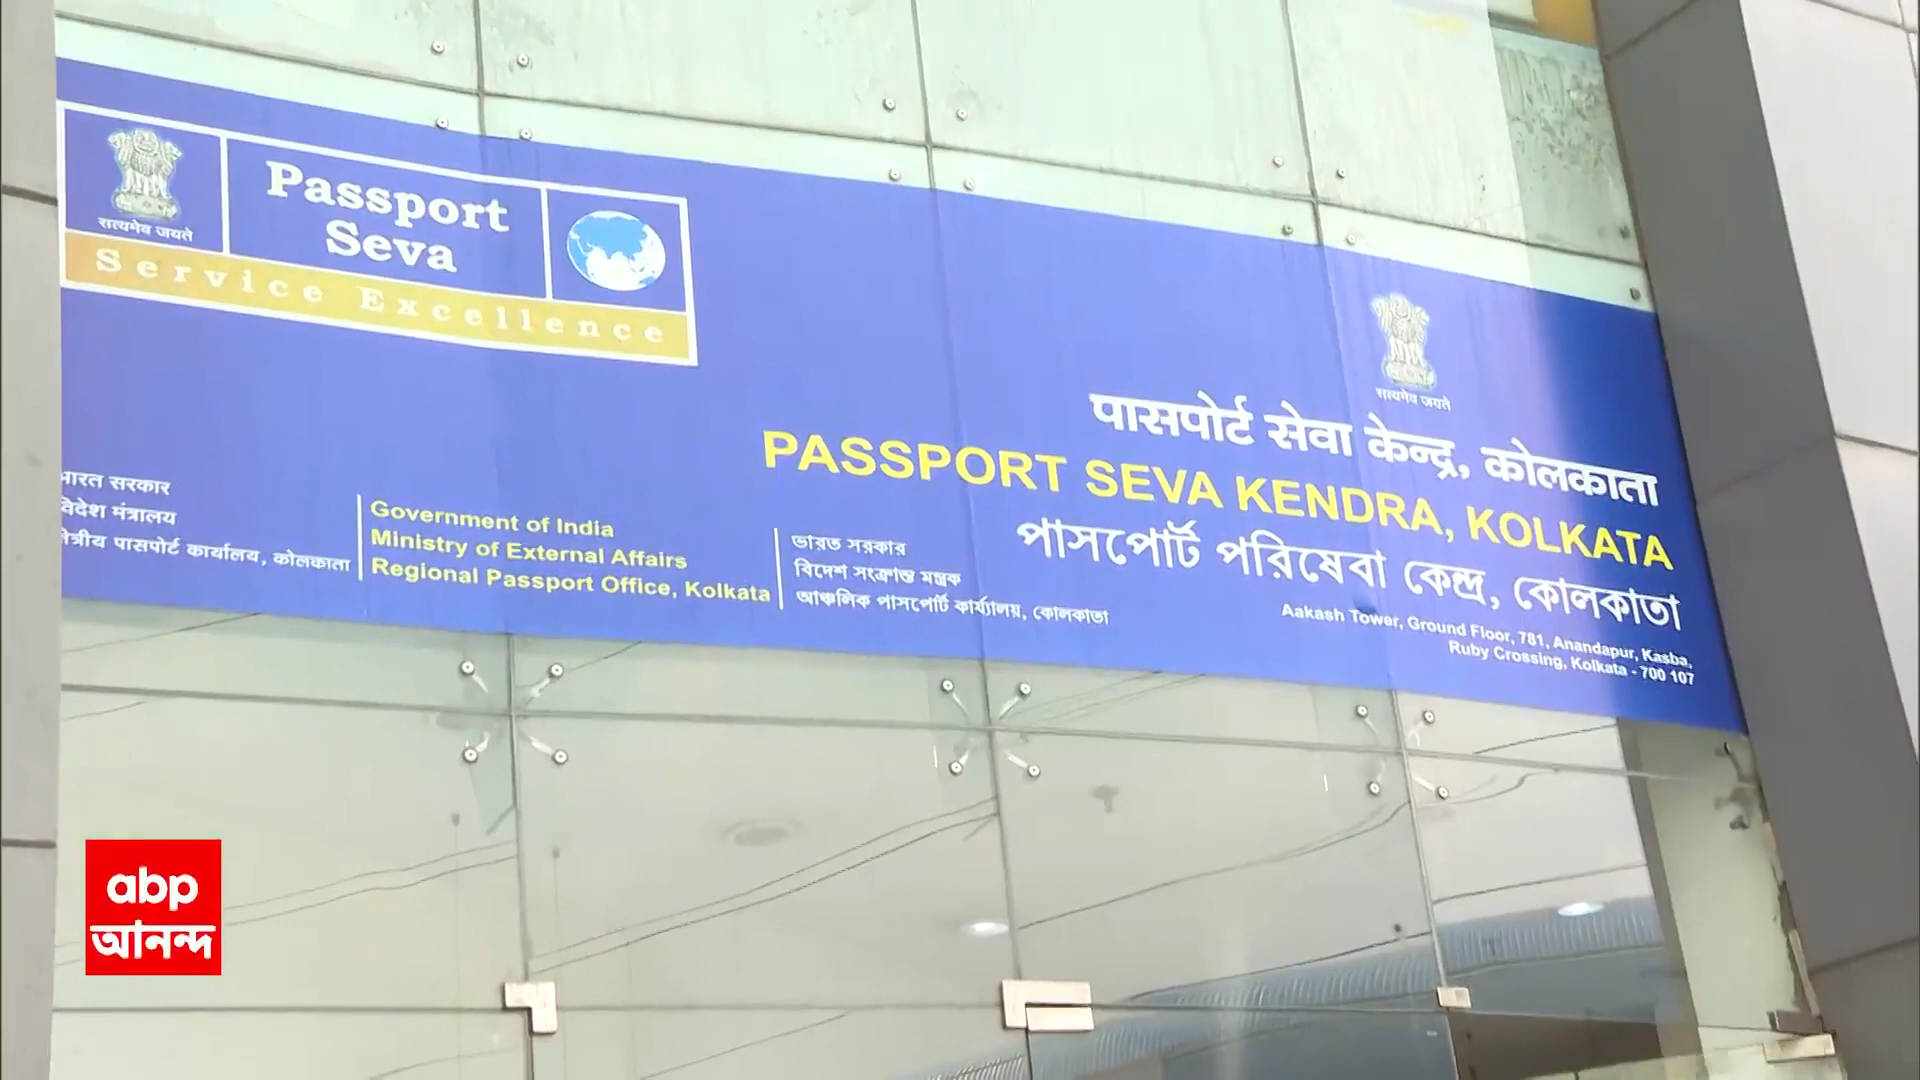 सत्यमेव जयते
Passport
Seva
Service Excellence
सत्यमेव जयते
पासपोर्ट सेवा केन्द्र, कोलकाता
PASSPORT SEVA KENDRA, KOLKATA
পাসপোর্ট পরিষেবা কেন্দ্র, কোলকাতা
Aakash Tower, Ground Floor, 781, Anandapur, Kasba,
Ruby Crossing, Kolkata - 700 107
भारत सरकार
विदेश मंत्रालय
क्षेत्रीय पासपोर्ट कार्यालय, कोलकाता
Government of India
Ministry of External Affairs
Regional Passport Office, Kolkata
ভারত সরকার
বিদেশ সংক্রান্ত মন্ত্রক
আঞ্চলিক পাসপোর্ট কার্য্যালয়, কোলকাতা
abp
আনন্দ